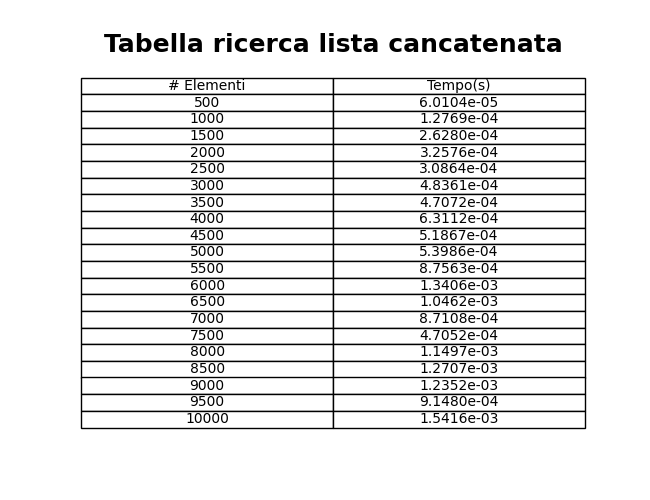 Tabella ricerca lista cancatenata
# Elementi Tempo(s)
500 6.0104e-05
1000 1.2769e-04
1500 2.6280e-04
2000 3.2576e-04
2500 3.0864e-04
3000 4.8361e-04
3500 4.7072e-04
4000 6.3112e-04
4500 5.1867e-04
5000 5.3986e-04
5500 8.7563e-04
6000 1.3406e-03
6500 1.0462e-03
7000 8.7108e-04
7500 4.7052e-04
8000 1.1497e-03
8500 1.2707e-03
9000 1.2352e-03
9500 9.1480e-04
10000 1.5416e-03